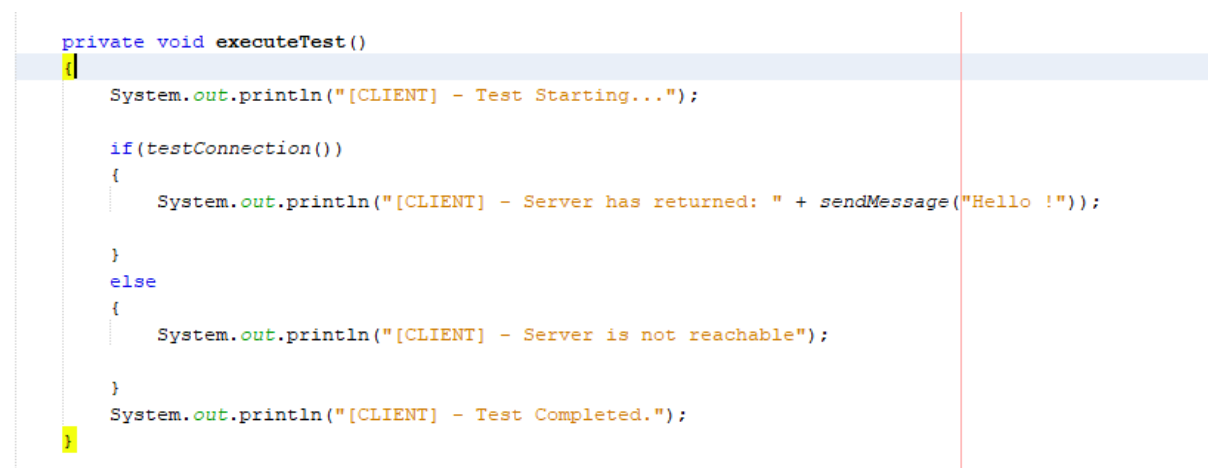 private void executeTest()
{
System.out.println("[CLIENT] - Test Starting...");
if(testConnection())
{
System.out.println("[CLIENT] - Server has returned: " + sendMessage("Hello !"));
}
else
{
System.out.println("[CLIENT] - Server is not reachable");
}
System.out.println("[CLIENT] - Test Completed.");
}